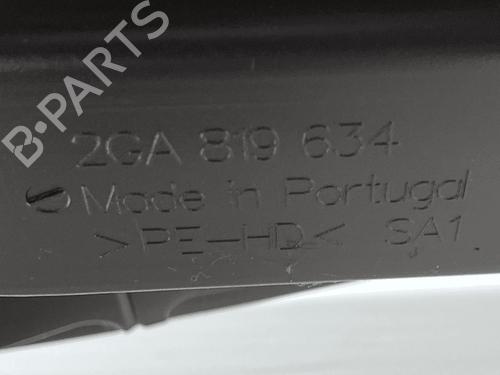 B-PARTS
2GA 819 634
Made in Portugal
>PE-HD< SA1